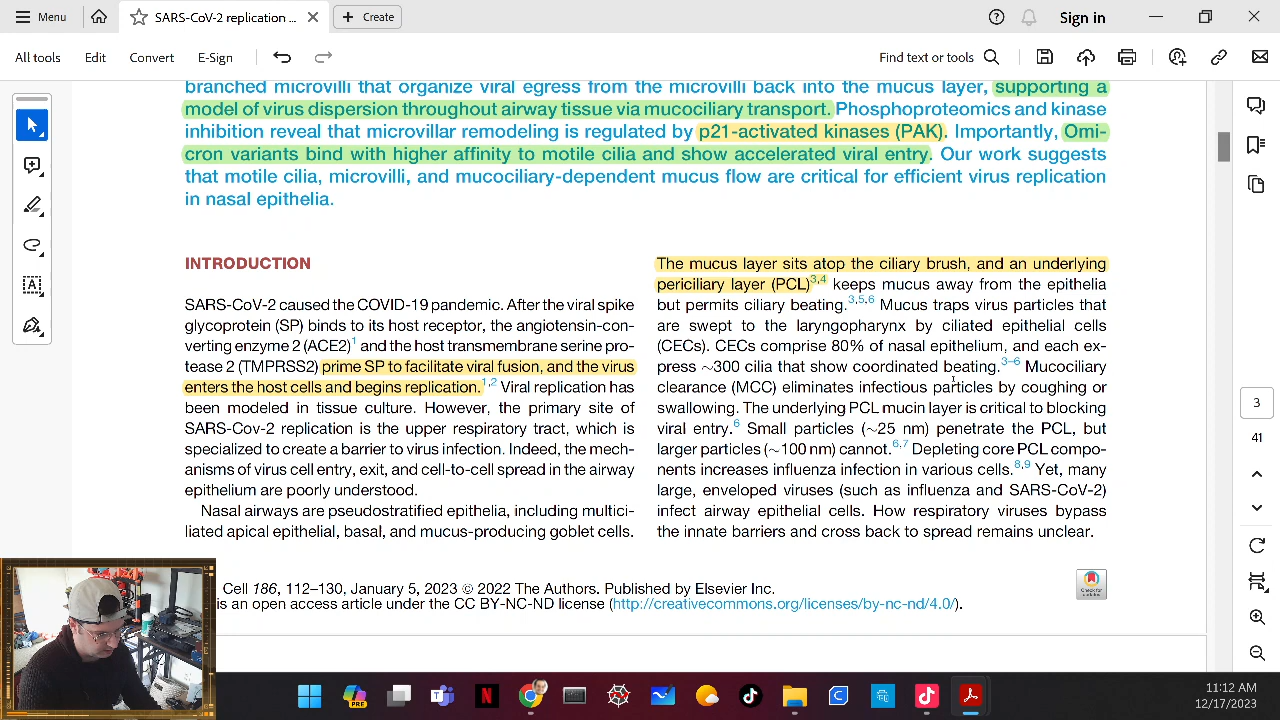 Menu
SARS-CoV-2 replication ...
Create
Sign in
All tools
Edit
Convert
E-Sign
Find text or tools
branched microvilli that organize viral egress from the microvilli back into the mucus layer, supporting a
model of virus dispersion throughout airway tissue via mucociliary transport. Phosphoproteomics and kinase
inhibition reveal that microvillar remodeling is regulated by p21-activated kinases (PAK). Importantly, Omi-
cron variants bind with higher affinity to motile cilia and show accelerated viral entry. Our work suggests
that motile cilia, microvilli, and mucociliary-dependent mucus flow are critical for efficient virus replication
in nasal epithelia.
INTRODUCTION
SARS-CoV-2 caused the COVID-19 pandemic. After the viral spike
glycoprotein (SP) binds to its host receptor, the angiotensin-con-
verting enzyme 2 (ACE2)1 and the host transmembrane serine pro-
tease 2 (TMPRSS2) prime SP to facilitate viral fusion, and the virus
enters the host cells and begins replication.1,2 Viral replication has
been modeled in tissue culture. However, the primary site of
SARS-Cov-2 replication is the upper respiratory tract, which is
specialized to create a barrier to virus infection. Indeed, the mech-
anisms of virus cell entry, exit, and cell-to-cell spread in the airway
epithelium are poorly understood.
Nasal airways are pseudostratified epithelia, including multicil-
iated apical epithelial, basal, and mucus-producing goblet cells.
The mucus layer sits atop the ciliary brush, and an underlying
periciliary layer (PCL)3,4 keeps mucus away from the epithelia
but permits ciliary beating.3,5,6 Mucus traps virus particles that
are swept to the laryngopharynx by ciliated epithelial cells
(CECs). CECs comprise 80% of nasal epithelium, and each ex-
press ~300 cilia that show coordinated beating.3–6 Mucociliary
clearance (MCC) eliminates infectious particles by coughing or
swallowing. The underlying PCL mucin layer is critical to blocking
viral entry.6 Small particles (~25 nm) penetrate the PCL, but
larger particles (~100 nm) cannot.6,7 Depleting core PCL compo-
nents increases influenza infection in various cells.8,9 Yet, many
large, enveloped viruses (such as influenza and SARS-CoV-2)
infect airway epithelial cells. How respiratory viruses bypass
the innate barriers and cross back to spread remains unclear.
Cell 186, 112–130, January 5, 2023 © 2022 The Authors. Published by Elsevier Inc.
is an open access article under the CC BY-NC-ND license (http://creativecommons.org/licenses/by-nc-nd/4.0/).
Check for
updates
3
41
PRE
11:12 AM
12/17/2023